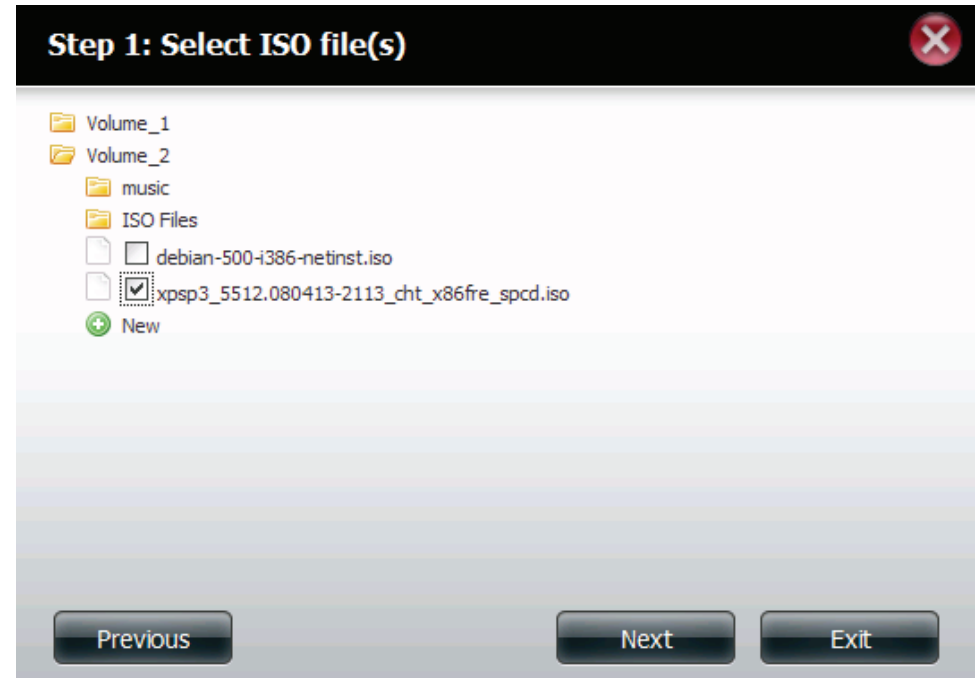 Step 1: Select ISO file(s)
Volume_1
Volume_2
music
ISO Files
debian-500-i386-netinst.iso
xpsp3_5512.080413-2113_cht_x86fre_spcd.iso
New
Previous Next Exit